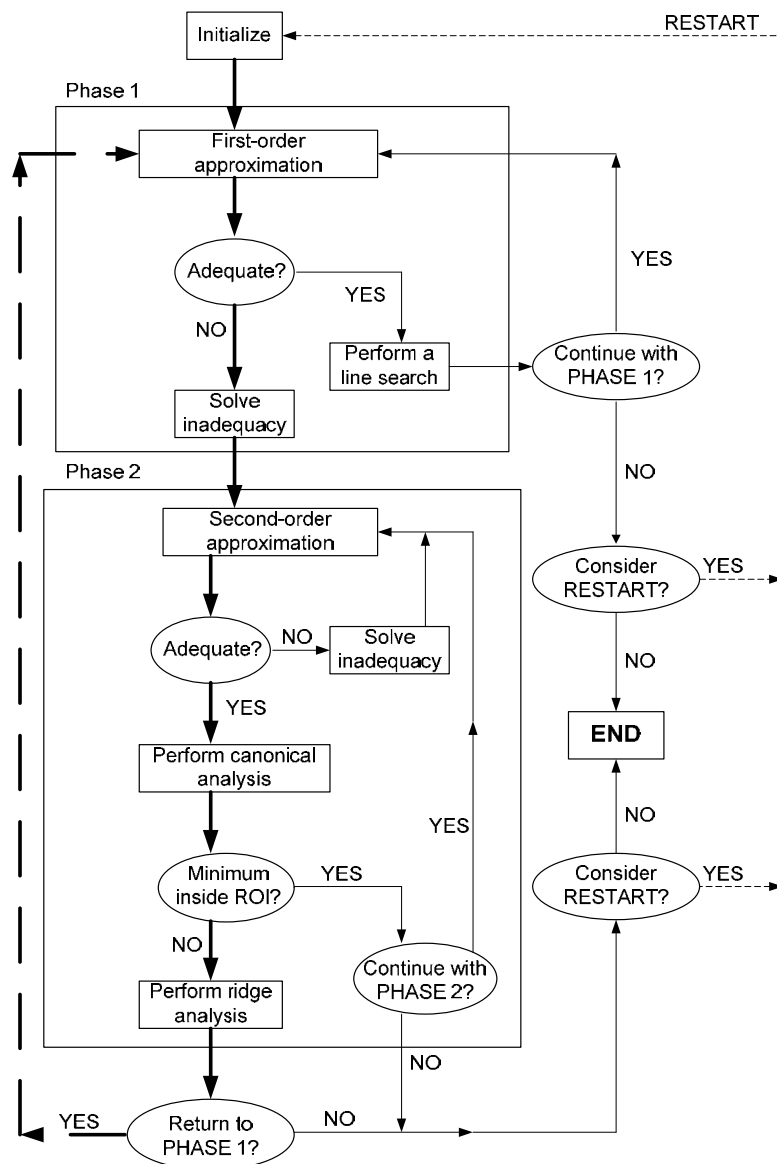 RESTART
Initialize
Phase 1
First-order
approximation
Adequate?
YES
YES
NO
Perform a
line search
Continue with
PHASE 1?
Solve
inadequacy
NO
Phase 2
Second-order
approximation
Consider
RESTART?
YES
Adequate?
NO
Solve
inadequacy
NO
YES
END
Perform canonical
analysis
YES
NO
Minimum
inside ROI?
YES
Consider
RESTART?
YES
NO
Continue with
PHASE 2?
Perform ridge
analysis
NO
YES
Return to
PHASE 1?
NO